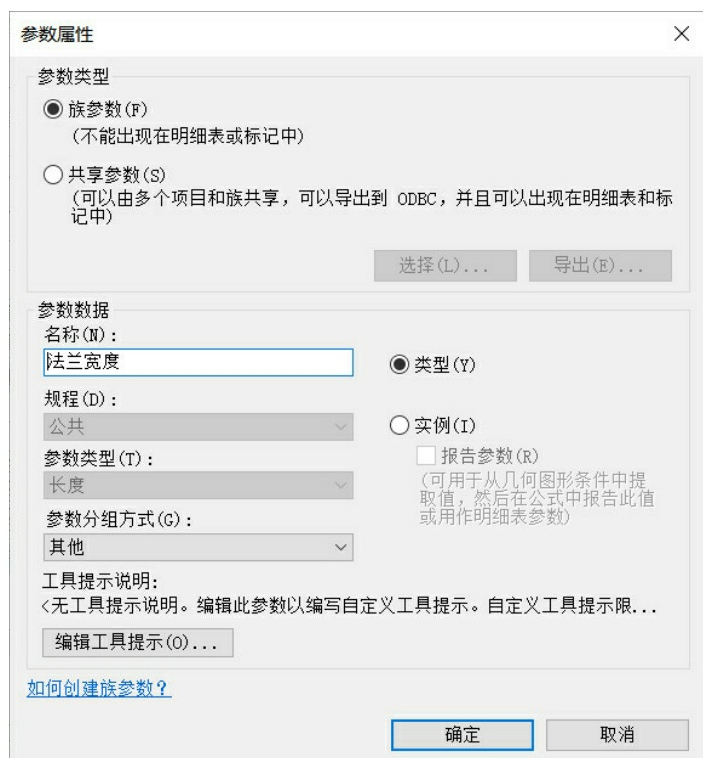 参数属性
参数类型
族参数(F)
(不能出现在明细表或标记中)
共享参数(S)
(可以由多个项目和族共享，可以导出到 ODBC，并且可以出现在明细表和标
记中)
选择(L)...
导出(E)...
参数数据
名称(N)：
法兰宽度
类型(Y)
规程(D)：
公共
实例(I)
报告参数(R)
参数类型(T)：
长度
(可用于从几何图形条件中提
取值，然后在公式中报告此值
或用作明细表参数)
参数分组方式(G)：
其他
工具提示说明:
<无工具提示说明。编辑此参数以编写自定义工具提示。自定义工具提示限...
编辑工具提示(O)...
如何创建族参数？
确定
取消